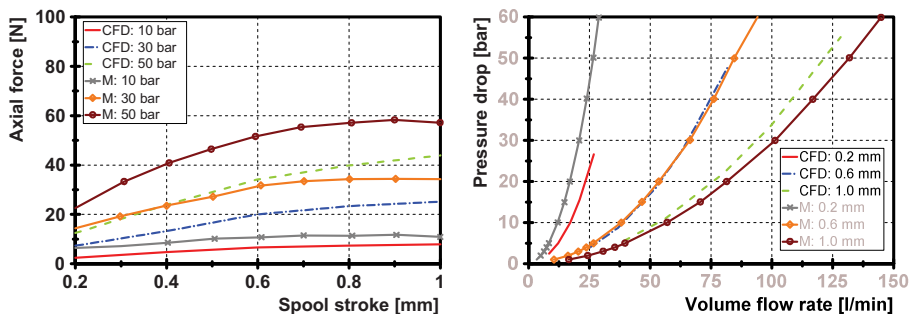 Axial force [N]
100
80
60
40
20
0
0.2
0.4
0.6
0.8
1
Spool stroke [mm]
CFD: 10 bar
CFD: 30 bar
CFD: 50 bar
M: 10 bar
M: 30 bar
M: 50 bar
Pressure drop [bar]
60
50
40
30
20
10
0
0
25
50
75
100
125
150
Volume flow rate [l/min]
CFD: 0.2 mm
CFD: 0.6 mm
CFD: 1.0 mm
M: 0.2 mm
M: 0.6 mm
M: 1.0 mm